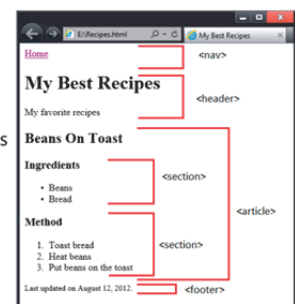 E:\Recipes.html
My Best Recipes
Home
<nav>
My Best Recipes
<header>
My favorite recipes
s
Beans On Toast
Ingredients
<section>
• Beans
• Bread
<article>
Method
1. Toast bread
<section>
2. Heat beans
3. Put beans on the toast
Last updated on August 12, 2012.
<footer>